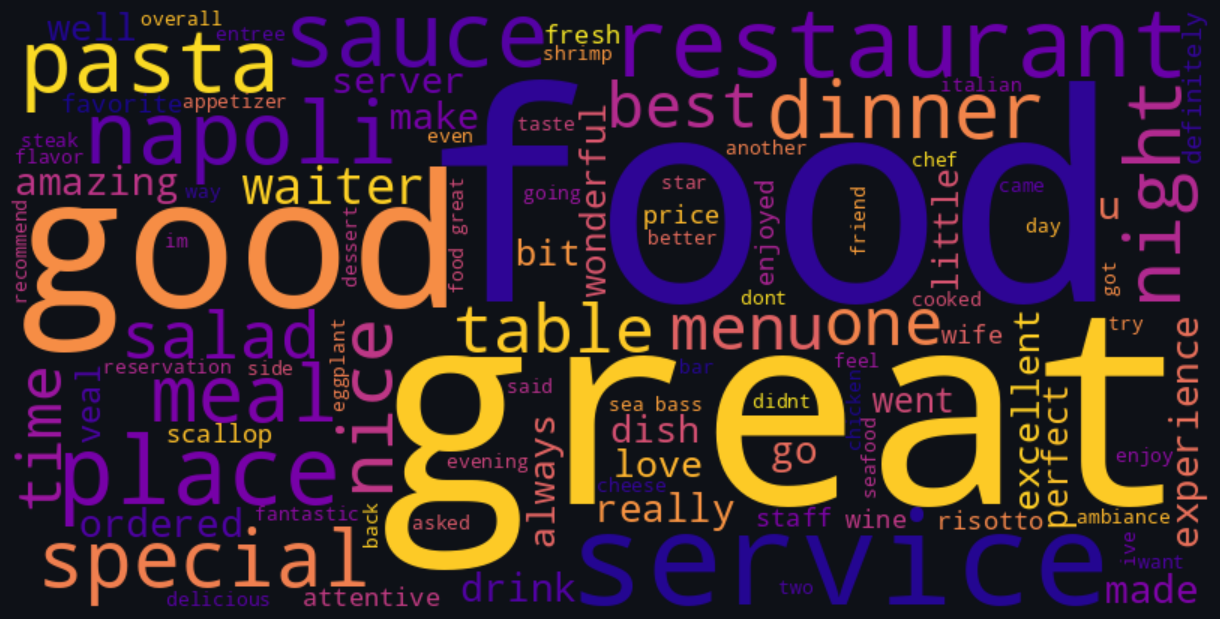 well
overall
entree
sauce
fresh
restaurant
definitely
pasta
shrimp
server
italian
favorite
appetizer
napoli
make
best
dinner
night
even
taste
another
steak
flavor
food
wonderful
chef
amazing
way
waiter
going
star
came
little
u
good
recommend
im
dessert
food great
bit
price
better
enjoyed
friend
day
got
dont
cooked
salad
table
menu
one
wife
try
reservation
side
eggplant
nice
bar
feel
excellent
experience
time
veal
meal
great
said
sea bass
didnt
chicken
went
perfect
scallop
dish
always
love
go
seafood
enjoy
place
evening
cheese
really
ordered
fantastic
back
asked
staff
wine
risotto
ambiance
special
service
ive
want
delicious
attentive
drink
two
made